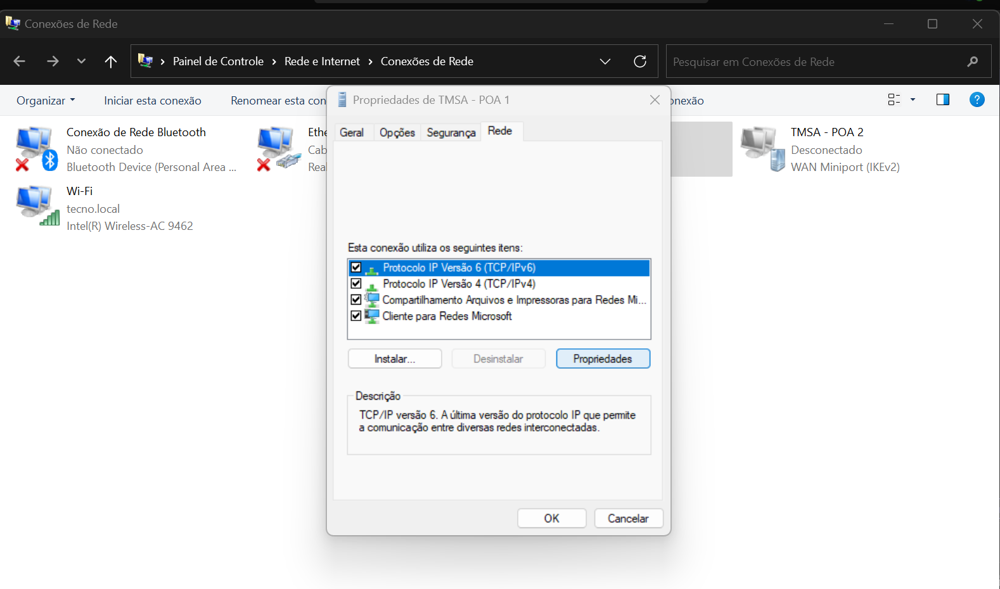 Conexões de Rede
Painel de Controle > Rede e Internet > Conexões de Rede
Pesquisar em Conexões de Rede
Organizar
Iniciar esta conexão
Renomear esta con
onexão
Conexão de Rede Bluetooth
Não conectado
Bluetooth Device (Personal Area ...
Ethe
Cab
Real
TMSA - POA 2
Desconectado
WAN Miniport (IKEv2)
Wi-Fi
tecno.local
Intel(R) Wireless-AC 9462
Propriedades de TMSA - POA 1
Geral
Opções
Segurança
Rede
Esta conexão utiliza os seguintes itens:
Protocolo IP Versão 6 (TCP/IPv6)
Protocolo IP Versão 4 (TCP/IPv4)
Compartilhamento Arquivos e Impressoras para Redes Mi...
Cliente para Redes Microsoft
Instalar...
Desinstalar
Propriedades
Descrição
TCP/IP versão 6. A última versão do protocolo IP que permite
a comunicação entre diversas redes interconectadas.
OK
Cancelar